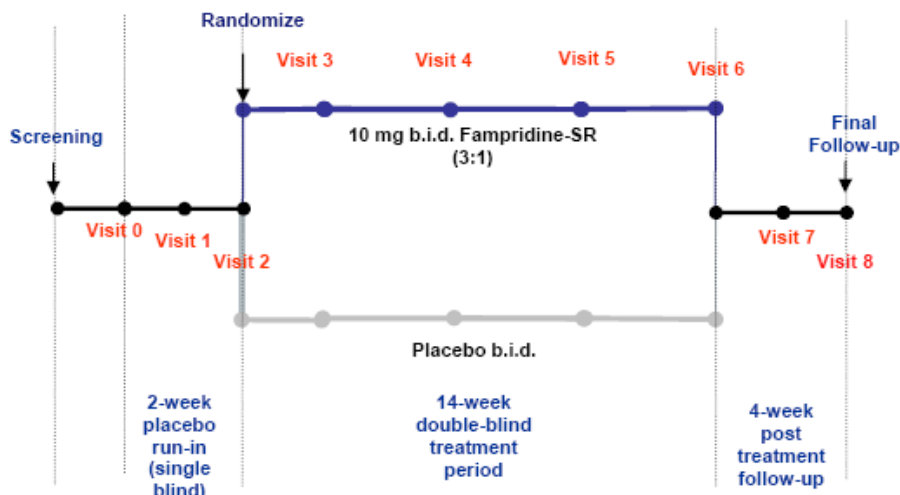 Randomize
Visit 3
Visit 4
Visit 5
Visit 6
Screening
10 mg b.i.d. Fampridine-SR
(3:1)
Final
Follow-up
Visit 0
Visit 1
Visit 2
Visit 7
Visit 8
Placebo b.i.d.
2-week
placebo
run-in
(single
blind)
14-week
double-blind
treatment
period
4-week
post
treatment
follow-up